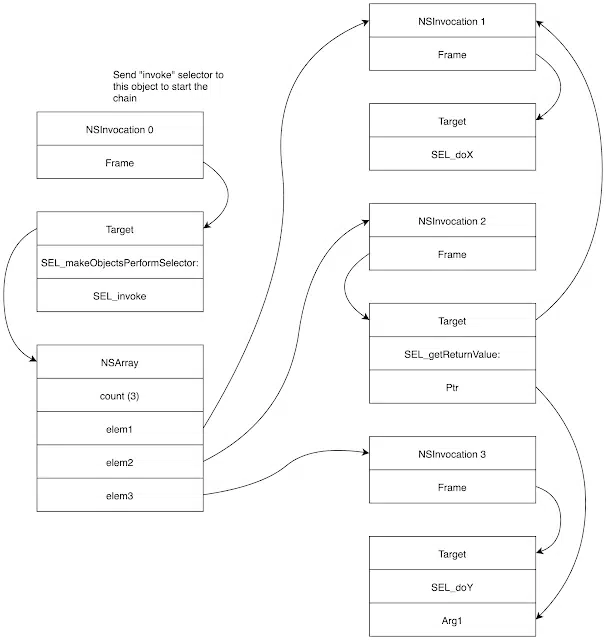 Send "invoke" selector to
this object to start the
chain
NSInvocation 0
Frame
Target
SEL_makeObjectsPerformSelector:
SEL_invoke
NSArray
count (3)
elem1
elem2
elem3
NSInvocation 1
Frame
Target
SEL_doX
NSInvocation 2
Frame
Target
SEL_getReturnValue:
Ptr
NSInvocation 3
Frame
Target
SEL_doY
Arg1